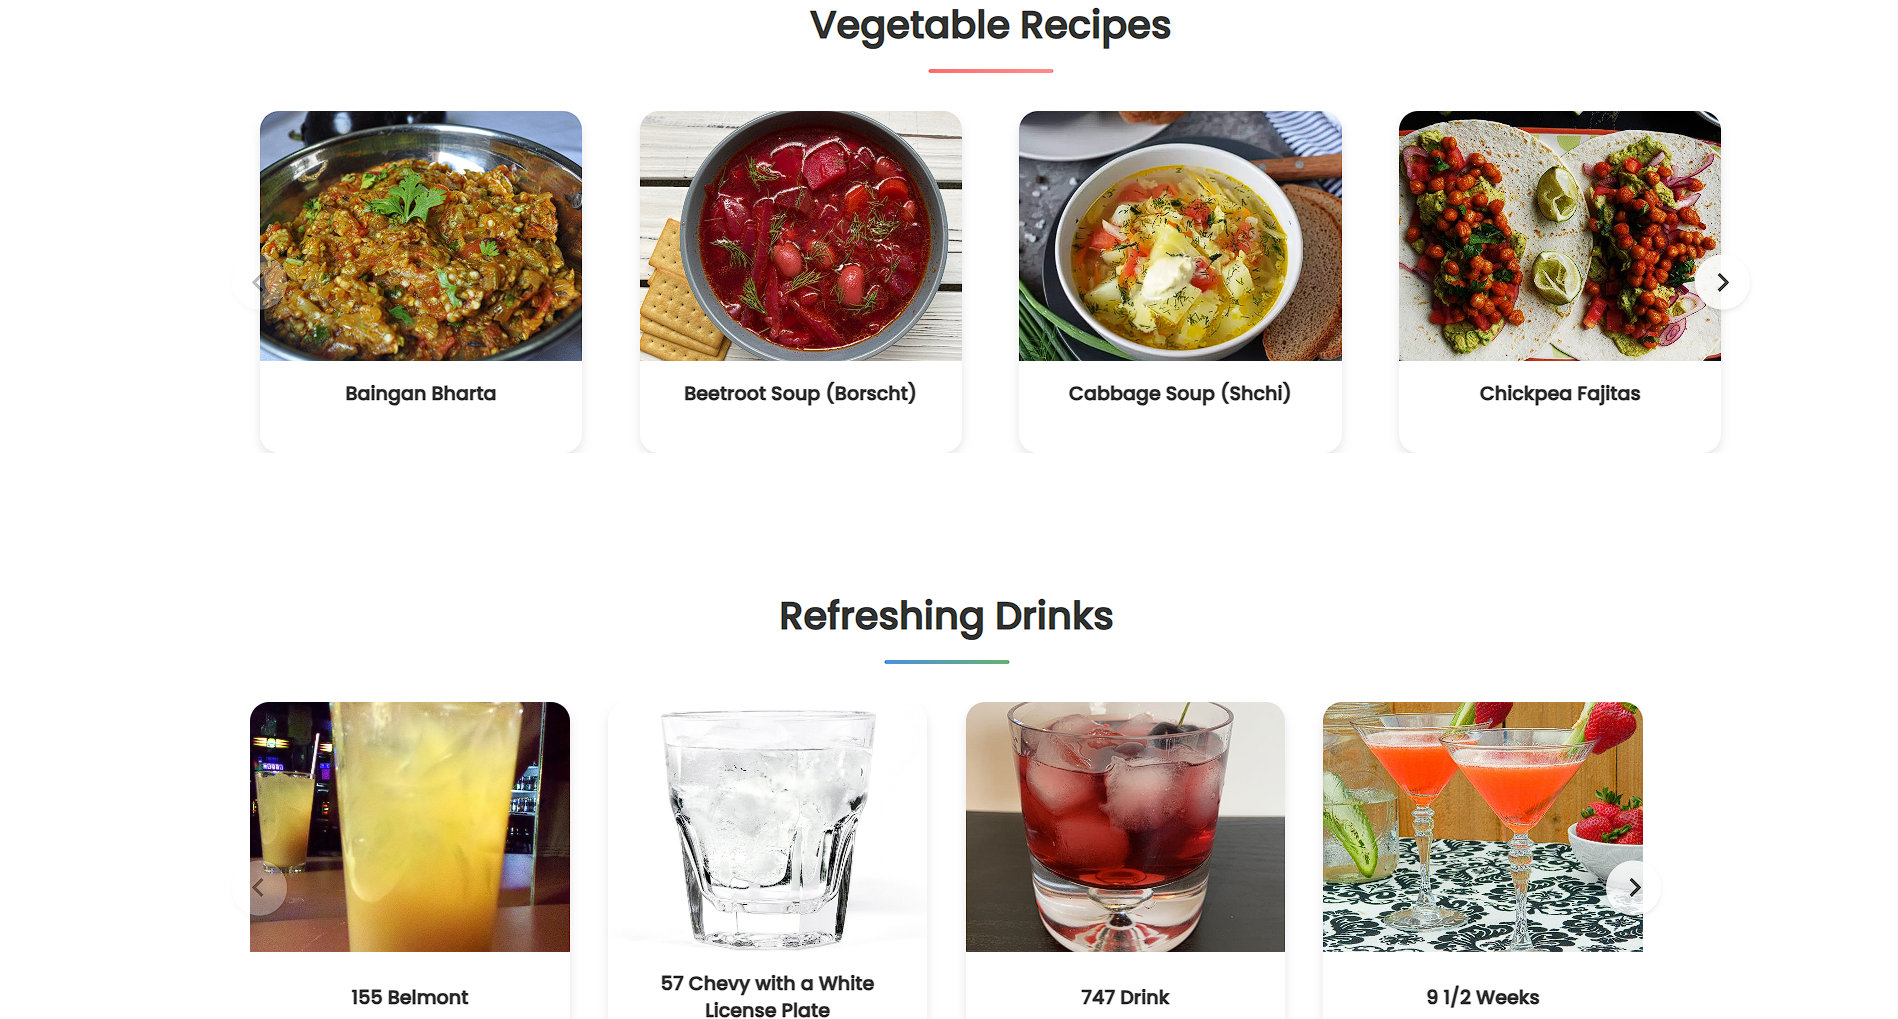 Vegetable Recipes
Baingan Bharta
Beetroot Soup (Borscht)
Cabbage Soup (Shchi)
Chickpea Fajitas
Refreshing Drinks
155 Belmont
57 Chevy with a White
License Plate
747 Drink
9 1/2 Weeks